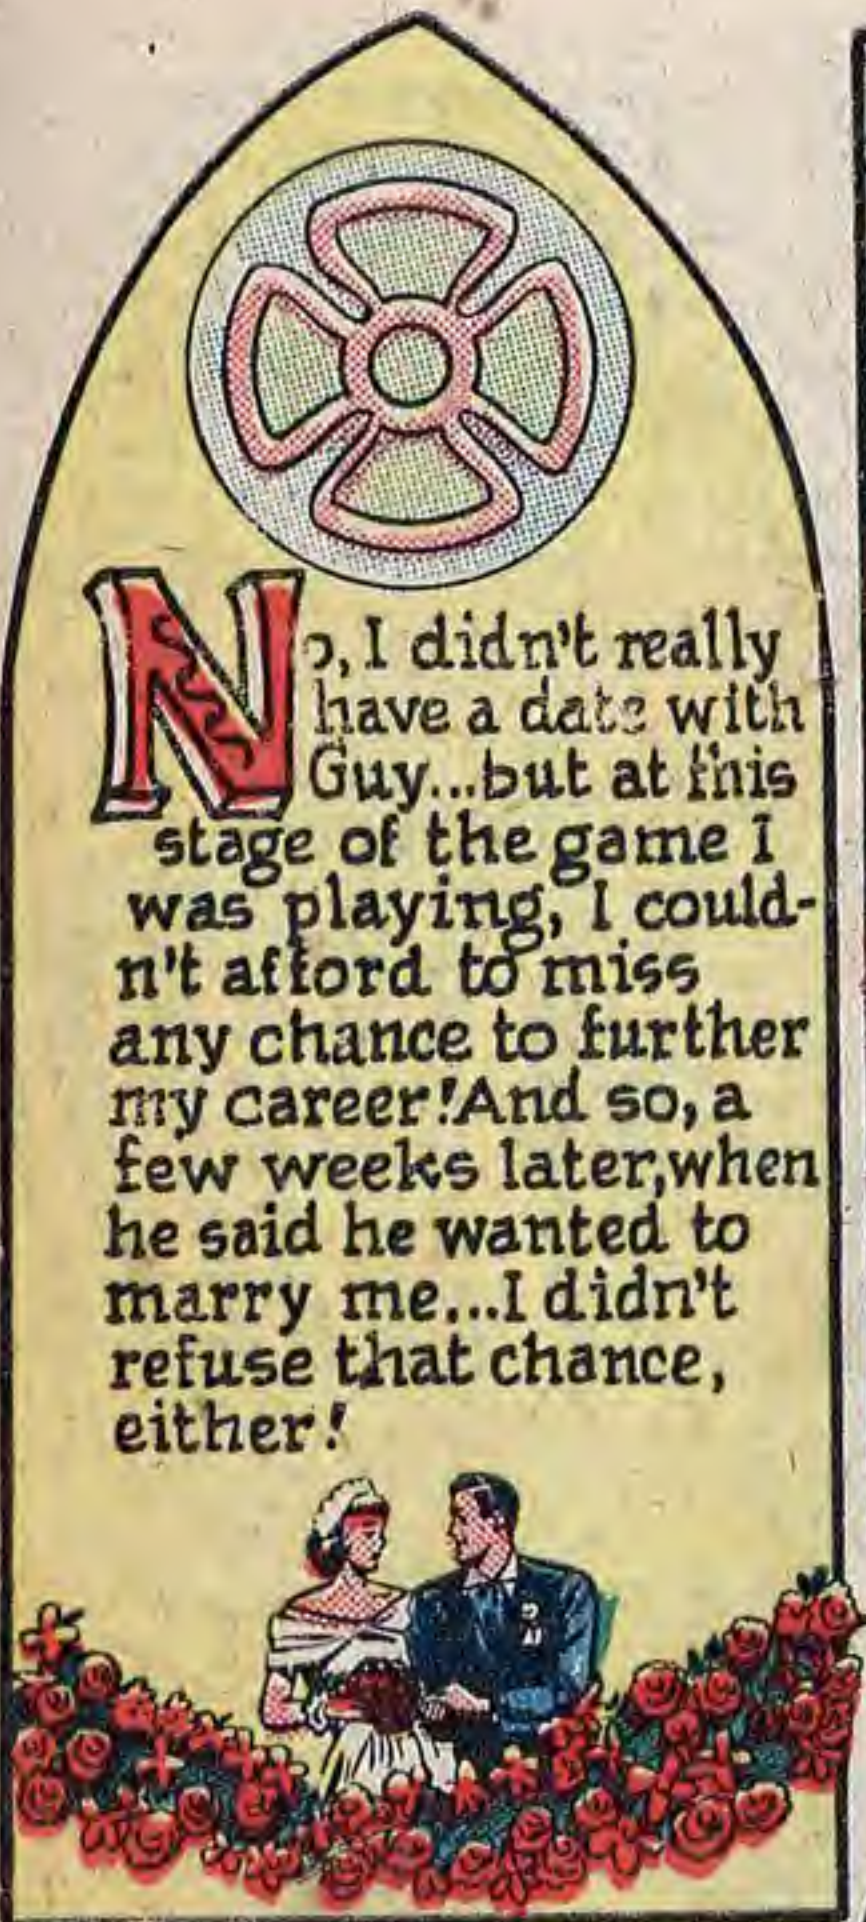 No, I didn't really
have a date with
Guy...but at this
stage of the game I
was playing, I could-
n't afford to miss
any chance to further
my career! And so, a
few weeks later, when
he said he wanted to
marry me...I didn't
refuse that chance,
either!